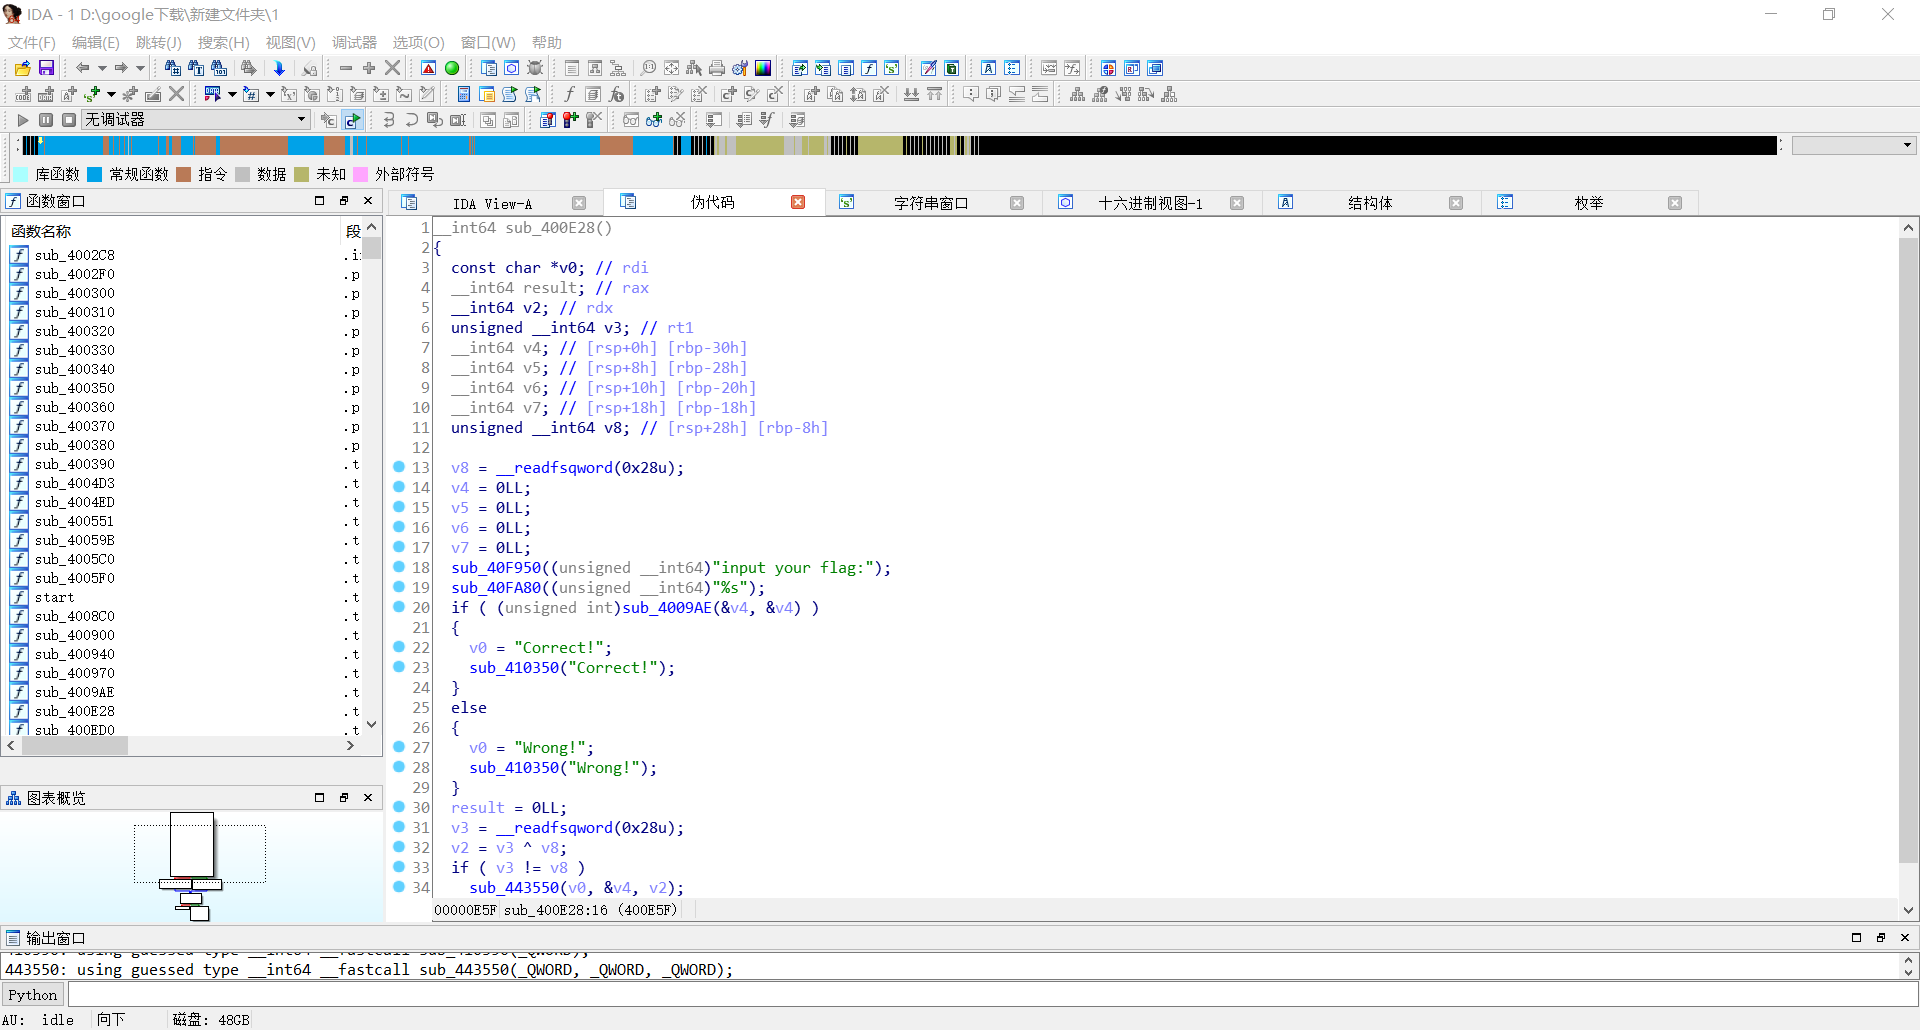 IDA - 1 D:\google下载\新建文件夹\1
文件(F) 编辑(E) 跳转(J) 搜索(H) 视图(V) 调试器 选项(O) 窗口(W) 帮助
无调试器
库函数 常规函数 指令 数据 未知 外部符号
函数窗口
函数名称 段
sub_4002C8 .i
sub_4002F0 .p
sub_400300 .p
sub_400310 .p
sub_400320 .p
sub_400330 .p
sub_400340 .p
sub_400350 .p
sub_400360 .p
sub_400370 .p
sub_400380 .p
sub_400390 .t
sub_4004D3 .t
sub_4004ED .t
sub_400551 .t
sub_40059B .t
sub_4005C0 .t
sub_4005F0 .t
start .t
sub_4008C0 .t
sub_400900 .t
sub_400940 .t
sub_400970 .t
sub_4009AE .t
sub_400E28 .t
sub_400ED0 .t
图表概览
IDA View-A 伪代码 字符串窗口 十六进制视图-1 结构体 枚举
1 __int64 sub_400E28()
2 {
3 const char *v0; // rdi
4 __int64 result; // rax
5 __int64 v2; // rdx
6 unsigned __int64 v3; // rt1
7 __int64 v4; // [rsp+0h] [rbp-30h]
8 __int64 v5; // [rsp+8h] [rbp-28h]
9 __int64 v6; // [rsp+10h] [rbp-20h]
10 __int64 v7; // [rsp+18h] [rbp-18h]
11 unsigned __int64 v8; // [rsp+28h] [rbp-8h]
12
13 v8 = __readfsqword(0x28u);
14 v4 = 0LL;
15 v5 = 0LL;
16 v6 = 0LL;
17 v7 = 0LL;
18 sub_40F950((unsigned __int64)"input your flag:");
19 sub_40FA80((unsigned __int64)"%s");
20 if ( (unsigned int)sub_4009AE(&v4, &v4) )
21 {
22 v0 = "Correct!";
23 sub_410350("Correct!");
24 }
25 else
26 {
27 v0 = "Wrong!";
28 sub_410350("Wrong!");
29 }
30 result = 0LL;
31 v3 = __readfsqword(0x28u);
32 v2 = v3 ^ v8;
33 if ( v3 != v8 )
34 sub_443550(v0, &v4, v2);
00000E5F sub_400E28:16 (400E5F)
输出窗口
410350: using guessed type __int64 __fastcall sub_410350(_QWORD);
443550: using guessed type __int64 __fastcall sub_443550(_QWORD, _QWORD, _QWORD);
Python
AU: idle 向下 磁盘: 48GB